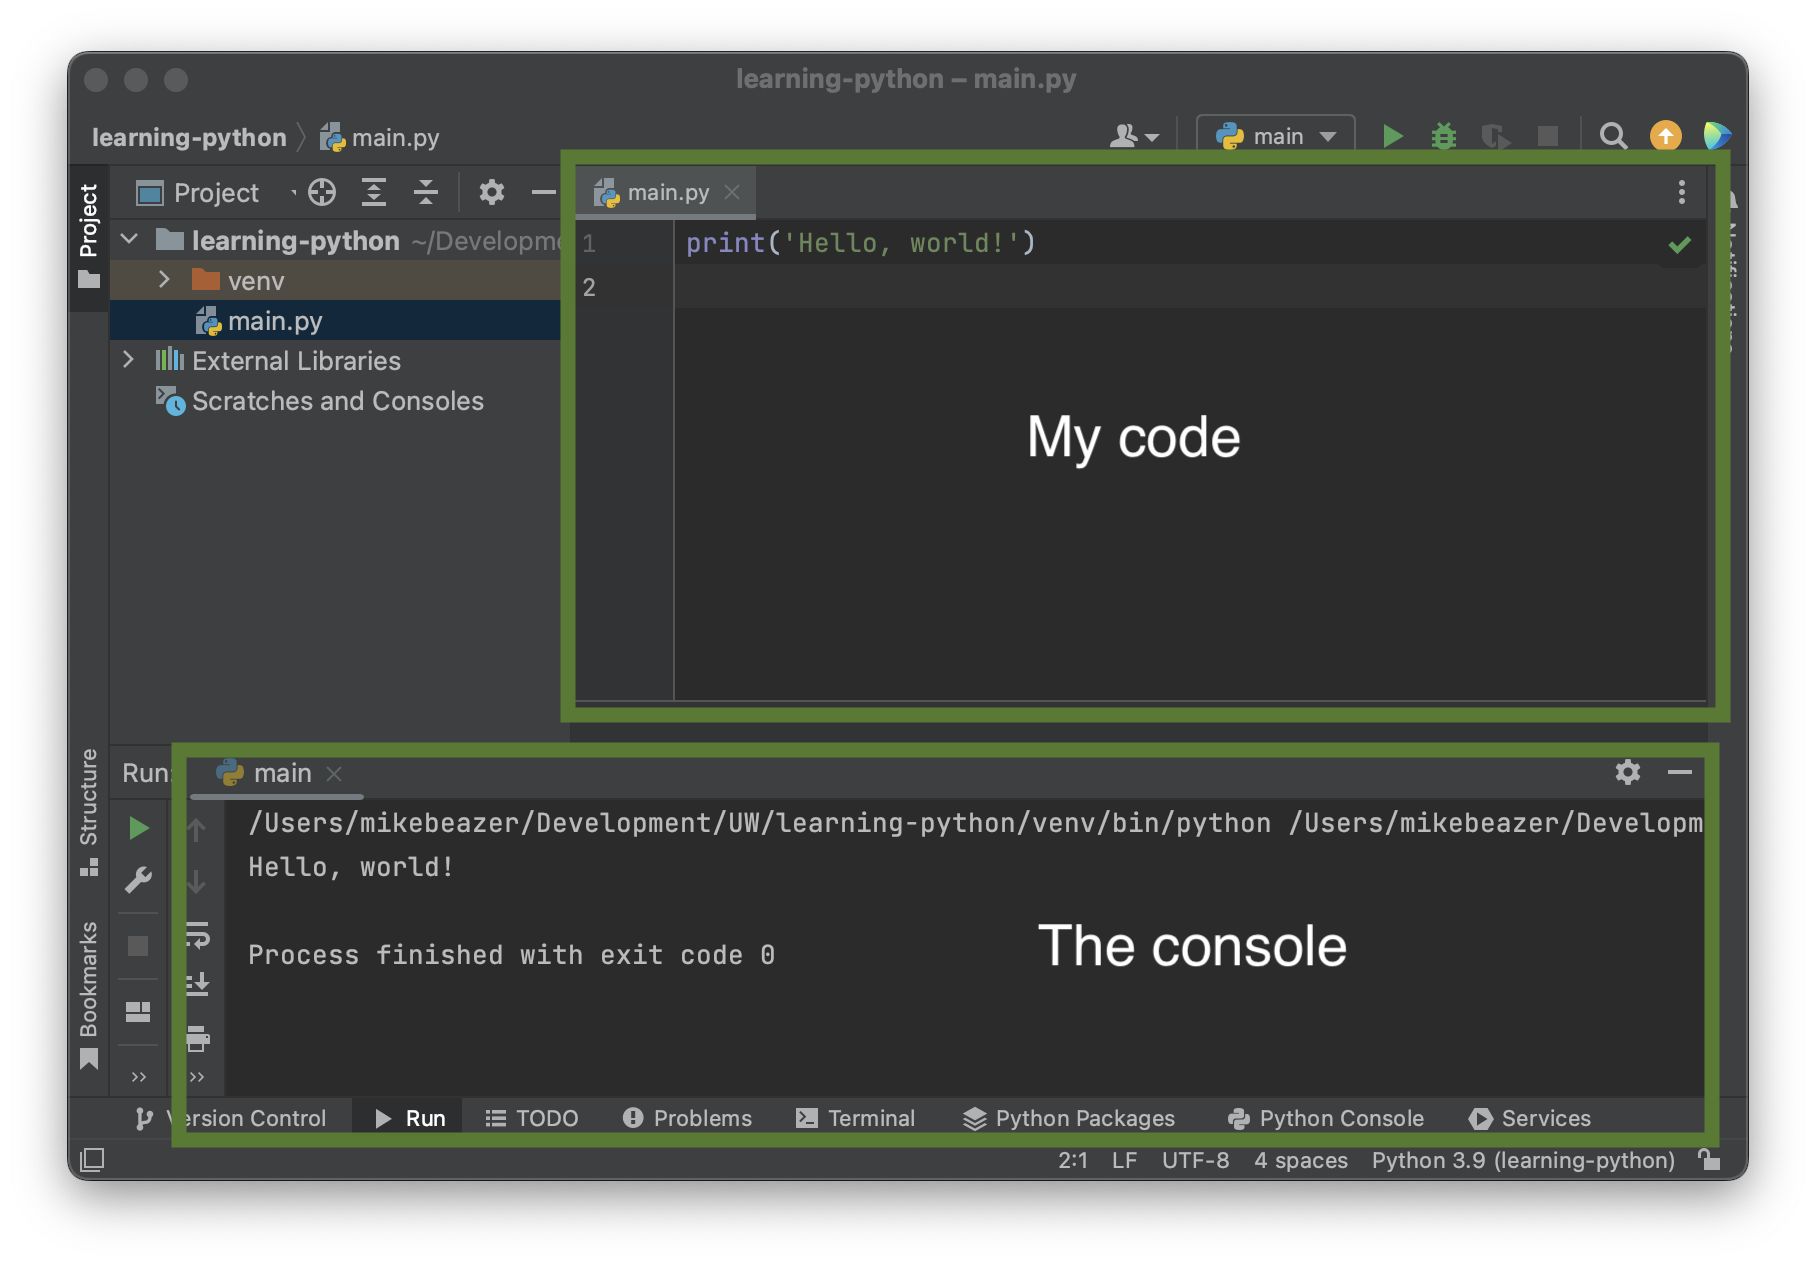 learning-python – main.py
learning-python main.py
main
Project
Project
learning-python ~/Developme
venv
main.py
External Libraries
Scratches and Consoles
main.py
1 print('Hello, world!')
2
My code
Structure
Bookmarks
Run: main
/Users/mikebeazer/Development/UW/learning-python/venv/bin/python /Users/mikebeazer/Developm
Hello, world!
Process finished with exit code 0
The console
Version Control Run TODO Problems Terminal Python Packages Python Console Services
2:1 LF UTF-8 4 spaces Python 3.9 (learning-python)